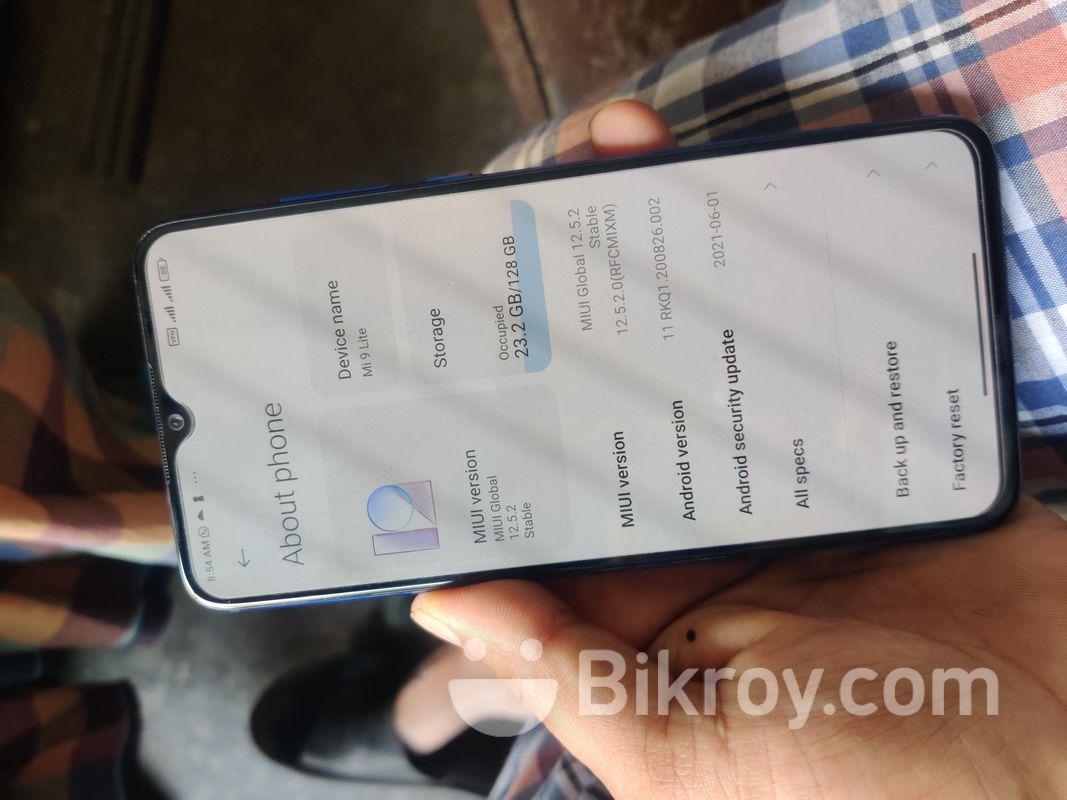 8:54 AM
VPN
88
←
About phone
MIUI version
MIUI Global
12.5.2
Stable
Device name
Mi 9 Lite
Storage
Occupied
23.2 GB/128 GB
MIUI version
MIUI Global 12.5.2
Stable
12.5.2.0(RFCMIXM)
Android version
11 RKQ1.200826.002
Android security update
2021-06-01
All specs
Back up and restore
Factory reset
Bikroy.com